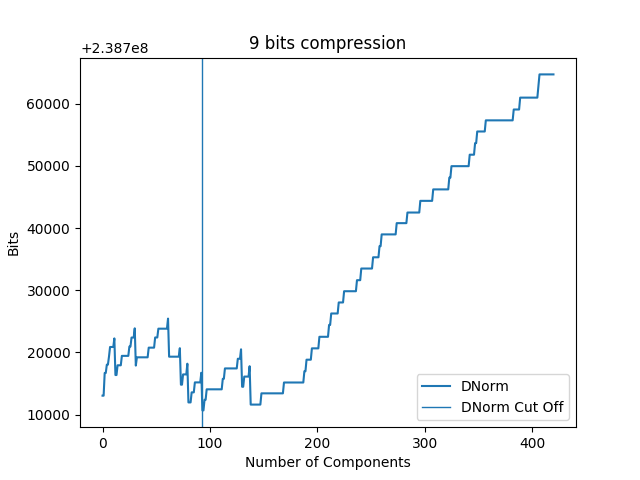 9 bits compression
+2.387e8
60000
50000
40000
30000
20000
10000
Bits
0 100 200 300 400
Number of Components
DNorm
DNorm Cut Off